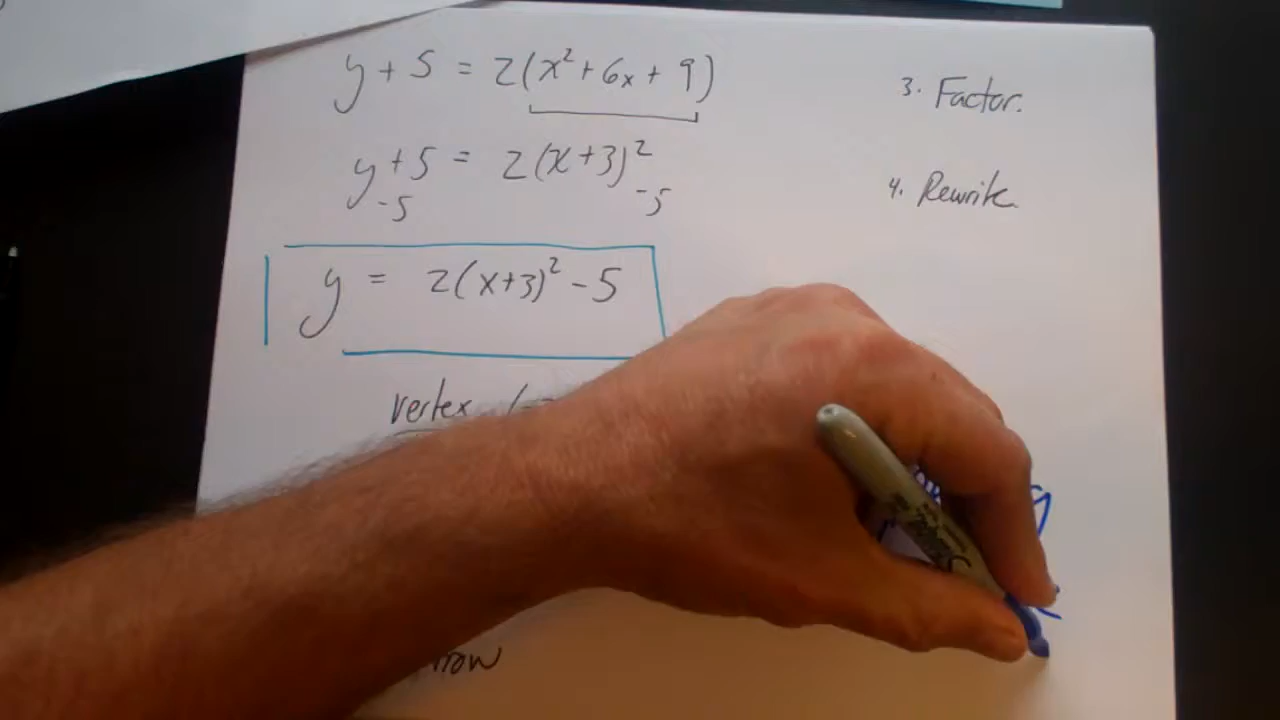 y + 5 = 2(x² + 6x + 9)
3. Factor.
y + 5 = 2(x + 3)²
-5 -5
4. Rewrite.
y = 2(x+3)² - 5
vertex